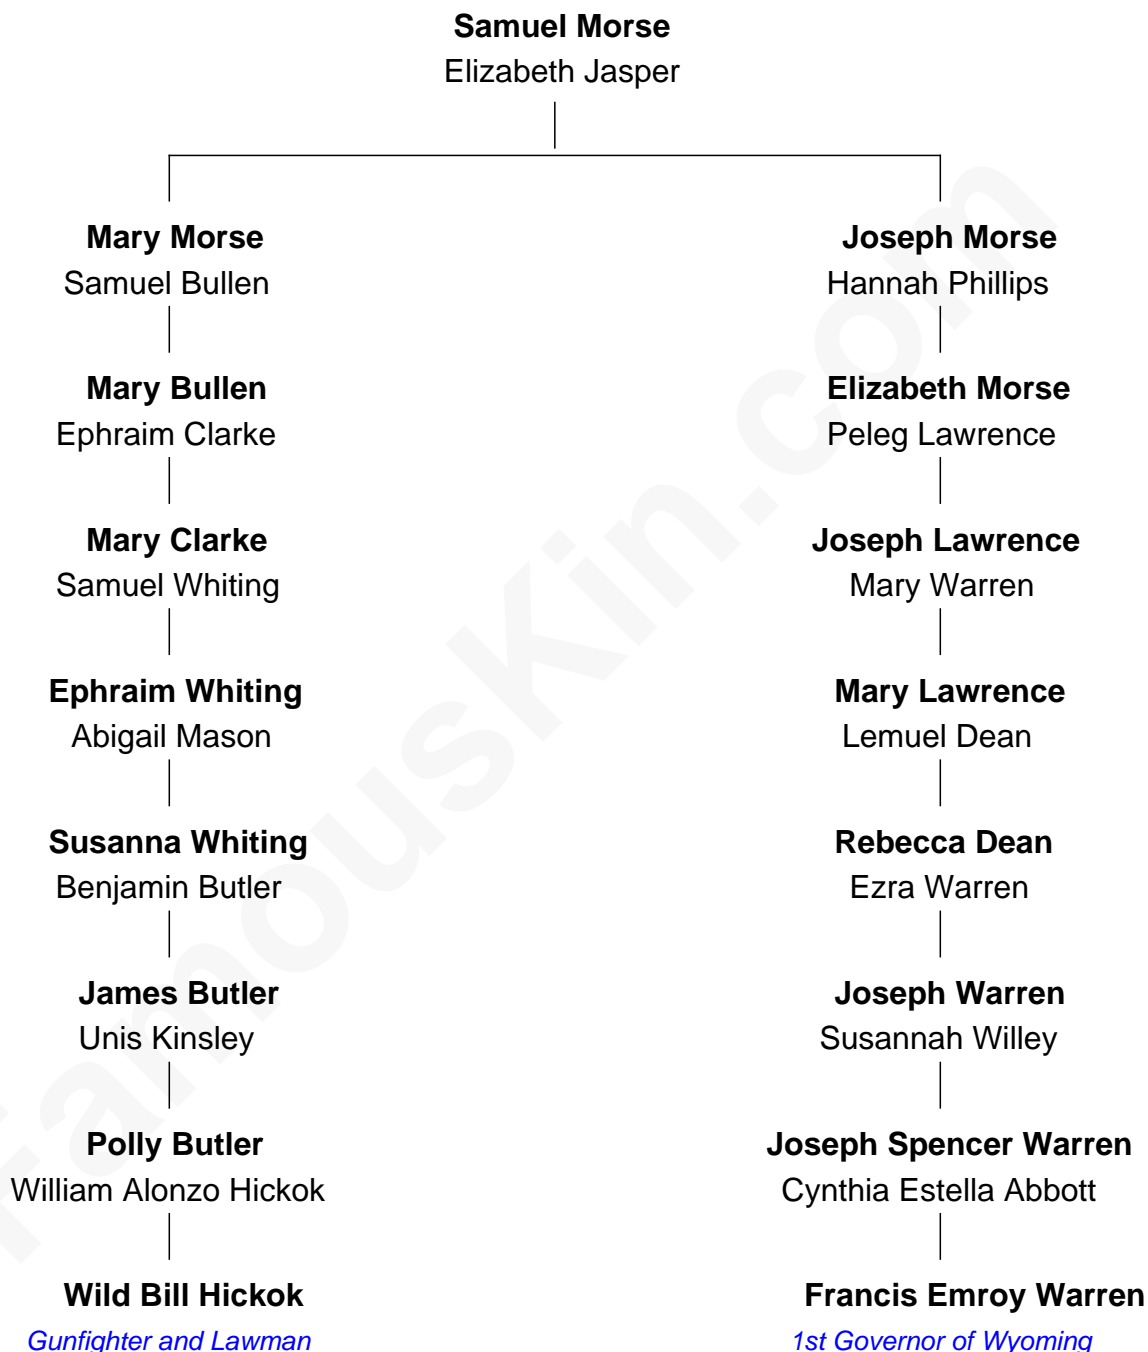 Samuel Morse
Elizabeth Jasper
Mary Morse
Samuel Bullen
Joseph Morse
Hannah Phillips
Mary Bullen
Ephraim Clarke
Elizabeth Morse
Peleg Lawrence
Mary Clarke
Samuel Whiting
Joseph Lawrence
Mary Warren
Ephraim Whiting
Abigail Mason
Mary Lawrence
Lemuel Dean
Susanna Whiting
Benjamin Butler
Rebecca Dean
Ezra Warren
James Butler
Unis Kinsley
Joseph Warren
Susannah Willey
Polly Butler
William Alonzo Hickok
Joseph Spencer Warren
Cynthia Estella Abbott
Wild Bill Hickok
Gunfighter and Lawman
Francis Emroy Warren
1st Governor of Wyoming
FamousKin.com